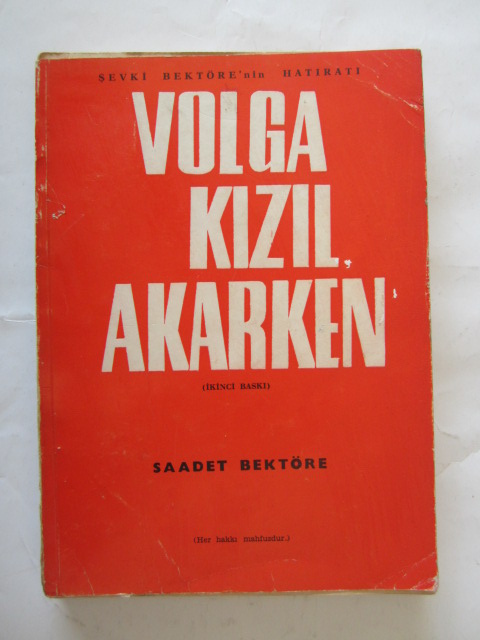 ŞEVKİ BEKTÖRE'nin HATIRATI
VOLGA
KIZIL
AKARKEN
(İKİNCİ BASKI)
SAADET BEKTÖRE
(Her hakkı mahfuzdur.)